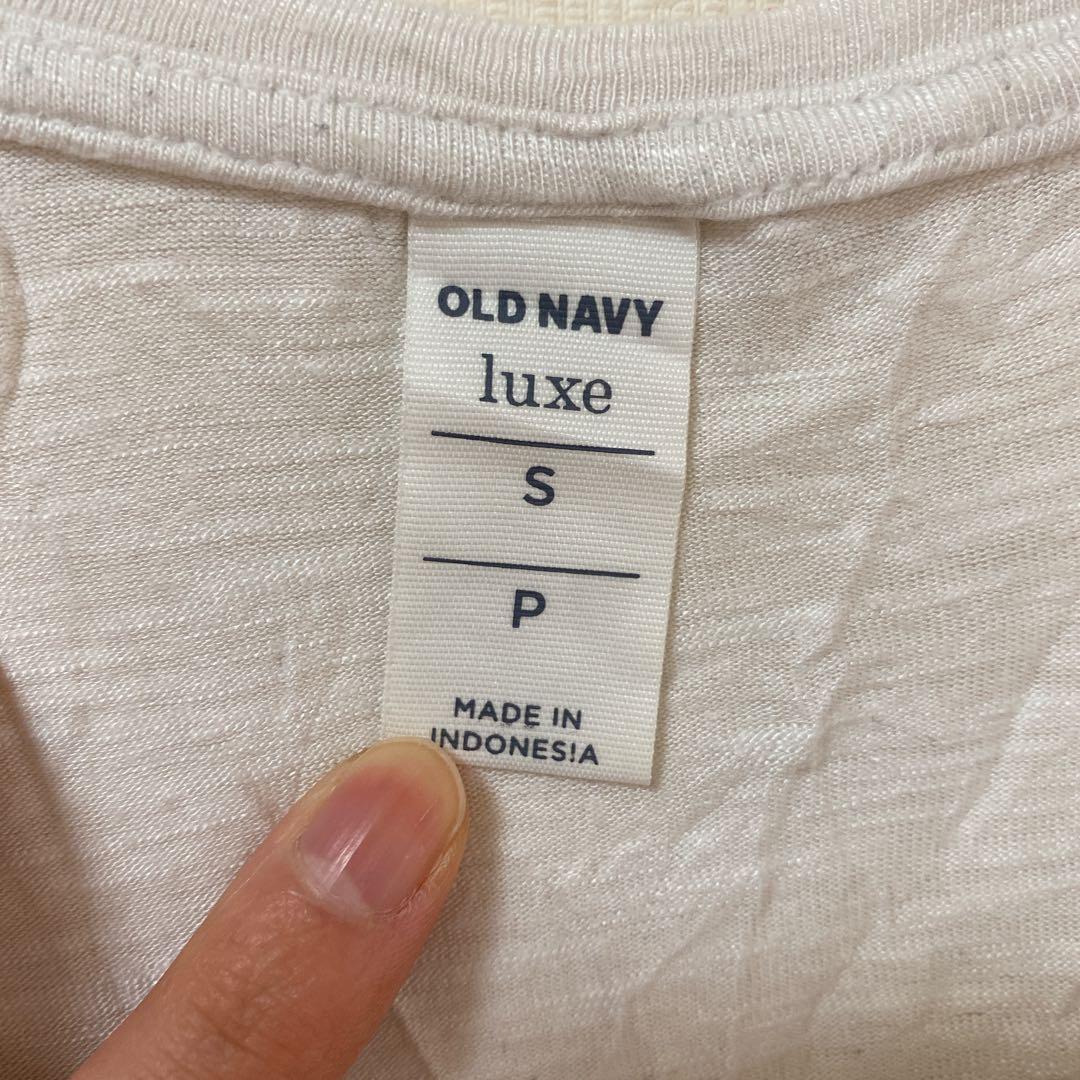 OLD NAVY
luxe
S
P
MADE IN
INDONES!A